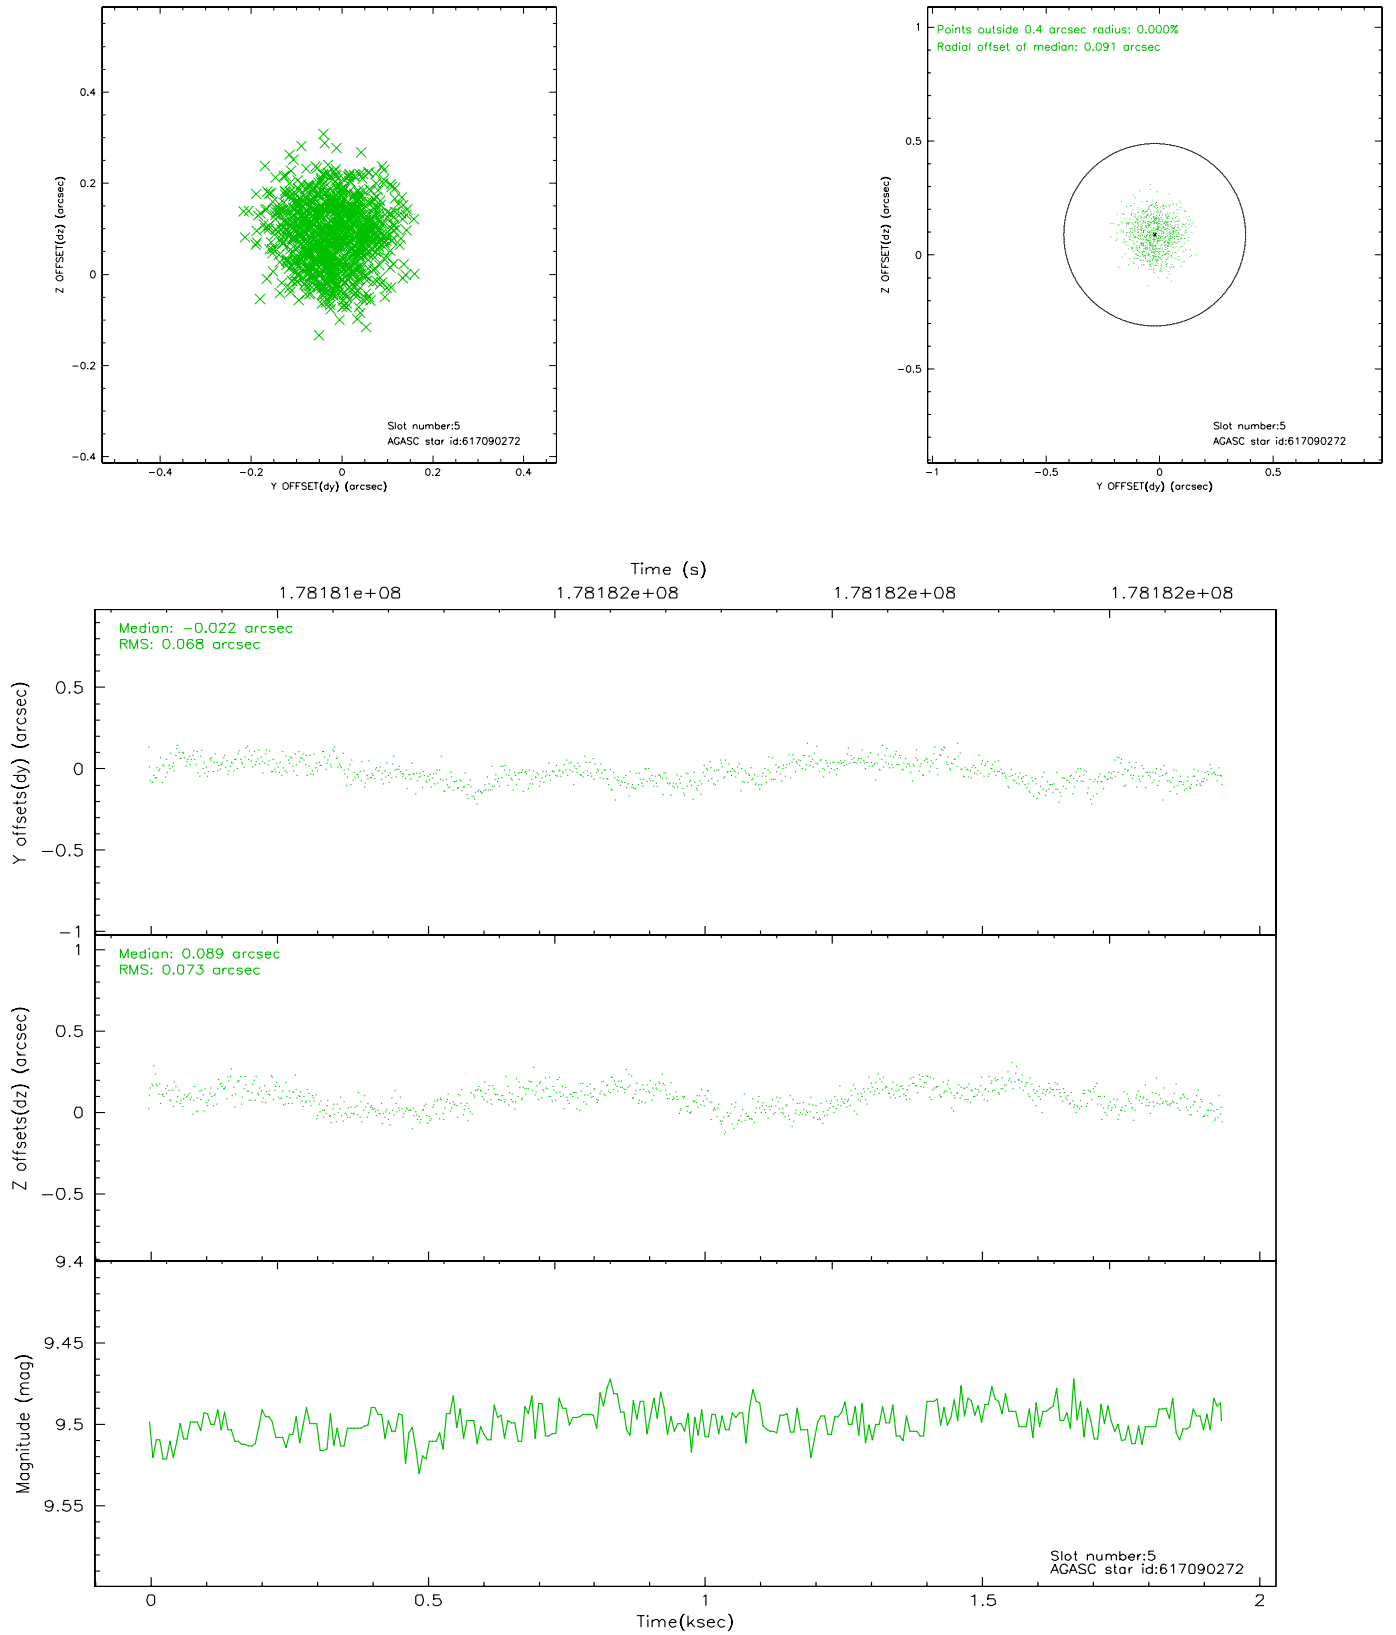 0.4
0.2
0
−0.2
−0.4
Z OFFSET(dz) (arcsec)
−0.4 −0.2 0 0.2 0.4
Y OFFSET(dy) (arcsec)
Slot number:5
AGASC star id:617090272
Points outside 0.4 arcsec radius: 0.000%
Radial offset of median: 0.091 arcsec
1
0.5
0
−0.5
Z OFFSET(dz) (arcsec)
−1 −0.5 0 0.5
Y OFFSET(dy) (arcsec)
Slot number:5
AGASC star id:617090272
Time (s)
1.78181e+08 1.78182e+08 1.78182e+08 1.78182e+08
Median: −0.022 arcsec
RMS: 0.068 arcsec
0.5
0
−0.5
−1
Y offsets(dy) (arcsec)
Median: 0.089 arcsec
RMS: 0.073 arcsec
1
0.5
0
−0.5
Z offsets(dz) (arcsec)
9.4
9.45
9.5
9.55
Magnitude (mag)
Slot number:5
AGASC star id:617090272
0 0.5 1 1.5 2
Time(ksec)